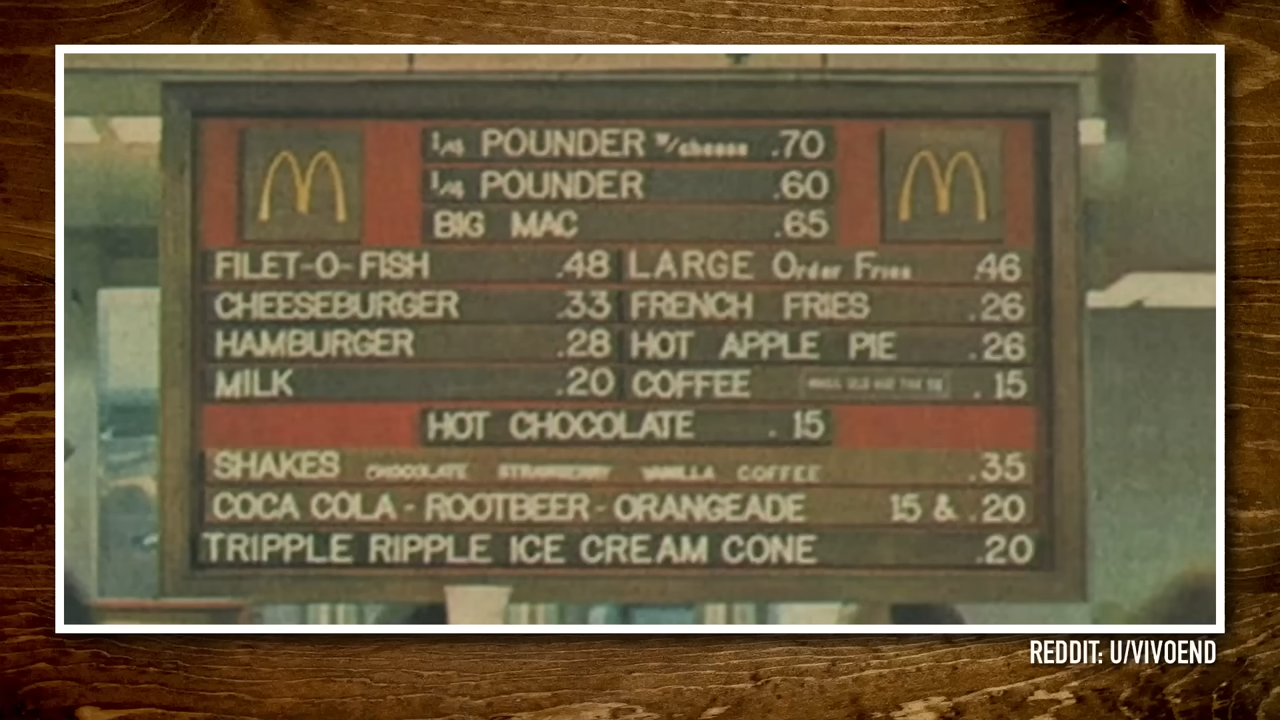 1/4 POUNDER W/cheese .70
1/4 POUNDER .60
BIG MAC .65
FILET-O-FISH .48 LARGE Order Fries .46
CHEESEBURGER .33 FRENCH FRIES .26
HAMBURGER .28 HOT APPLE PIE .26
MILK .20 COFFEE .15
HOT CHOCOLATE .15
SHAKES CHOCOLATE STRAWBERRY VANILLA COFFEE .35
COCA COLA - ROOTBEER - ORANGEADE 15 & .20
TRIPPLE RIPPLE ICE CREAM CONE .20
REDDIT: U/VIVOEND